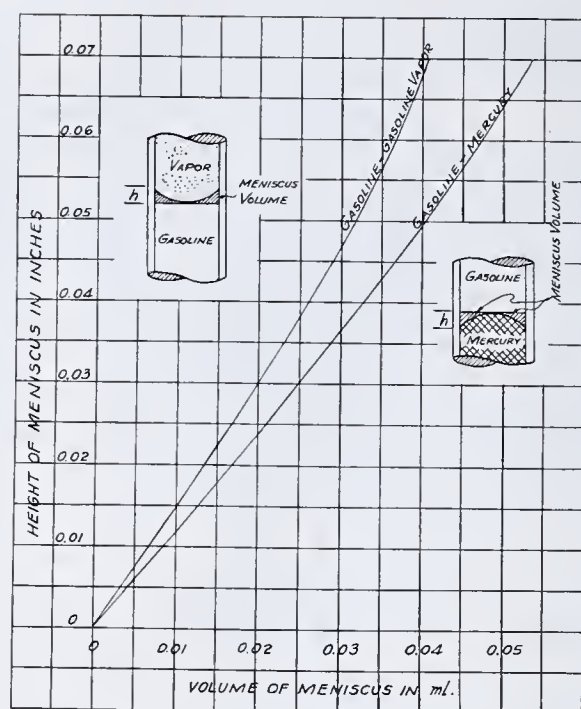 HEIGHT OF MENISCUS IN INCHES
0.07
0.06
0.05
0.04
0.03
0.02
0.01
0
0
0.01
0.02
0.03
0.04
0.05
VOLUME OF MENISCUS IN ml.
GASOLINE-GASOLINE VAPOR
GASOLINE-MERCURY
VAPOR
h
MENISCUS
VOLUME
GASOLINE
GASOLINE
h
MERCURY
MENISCUS VOLUME